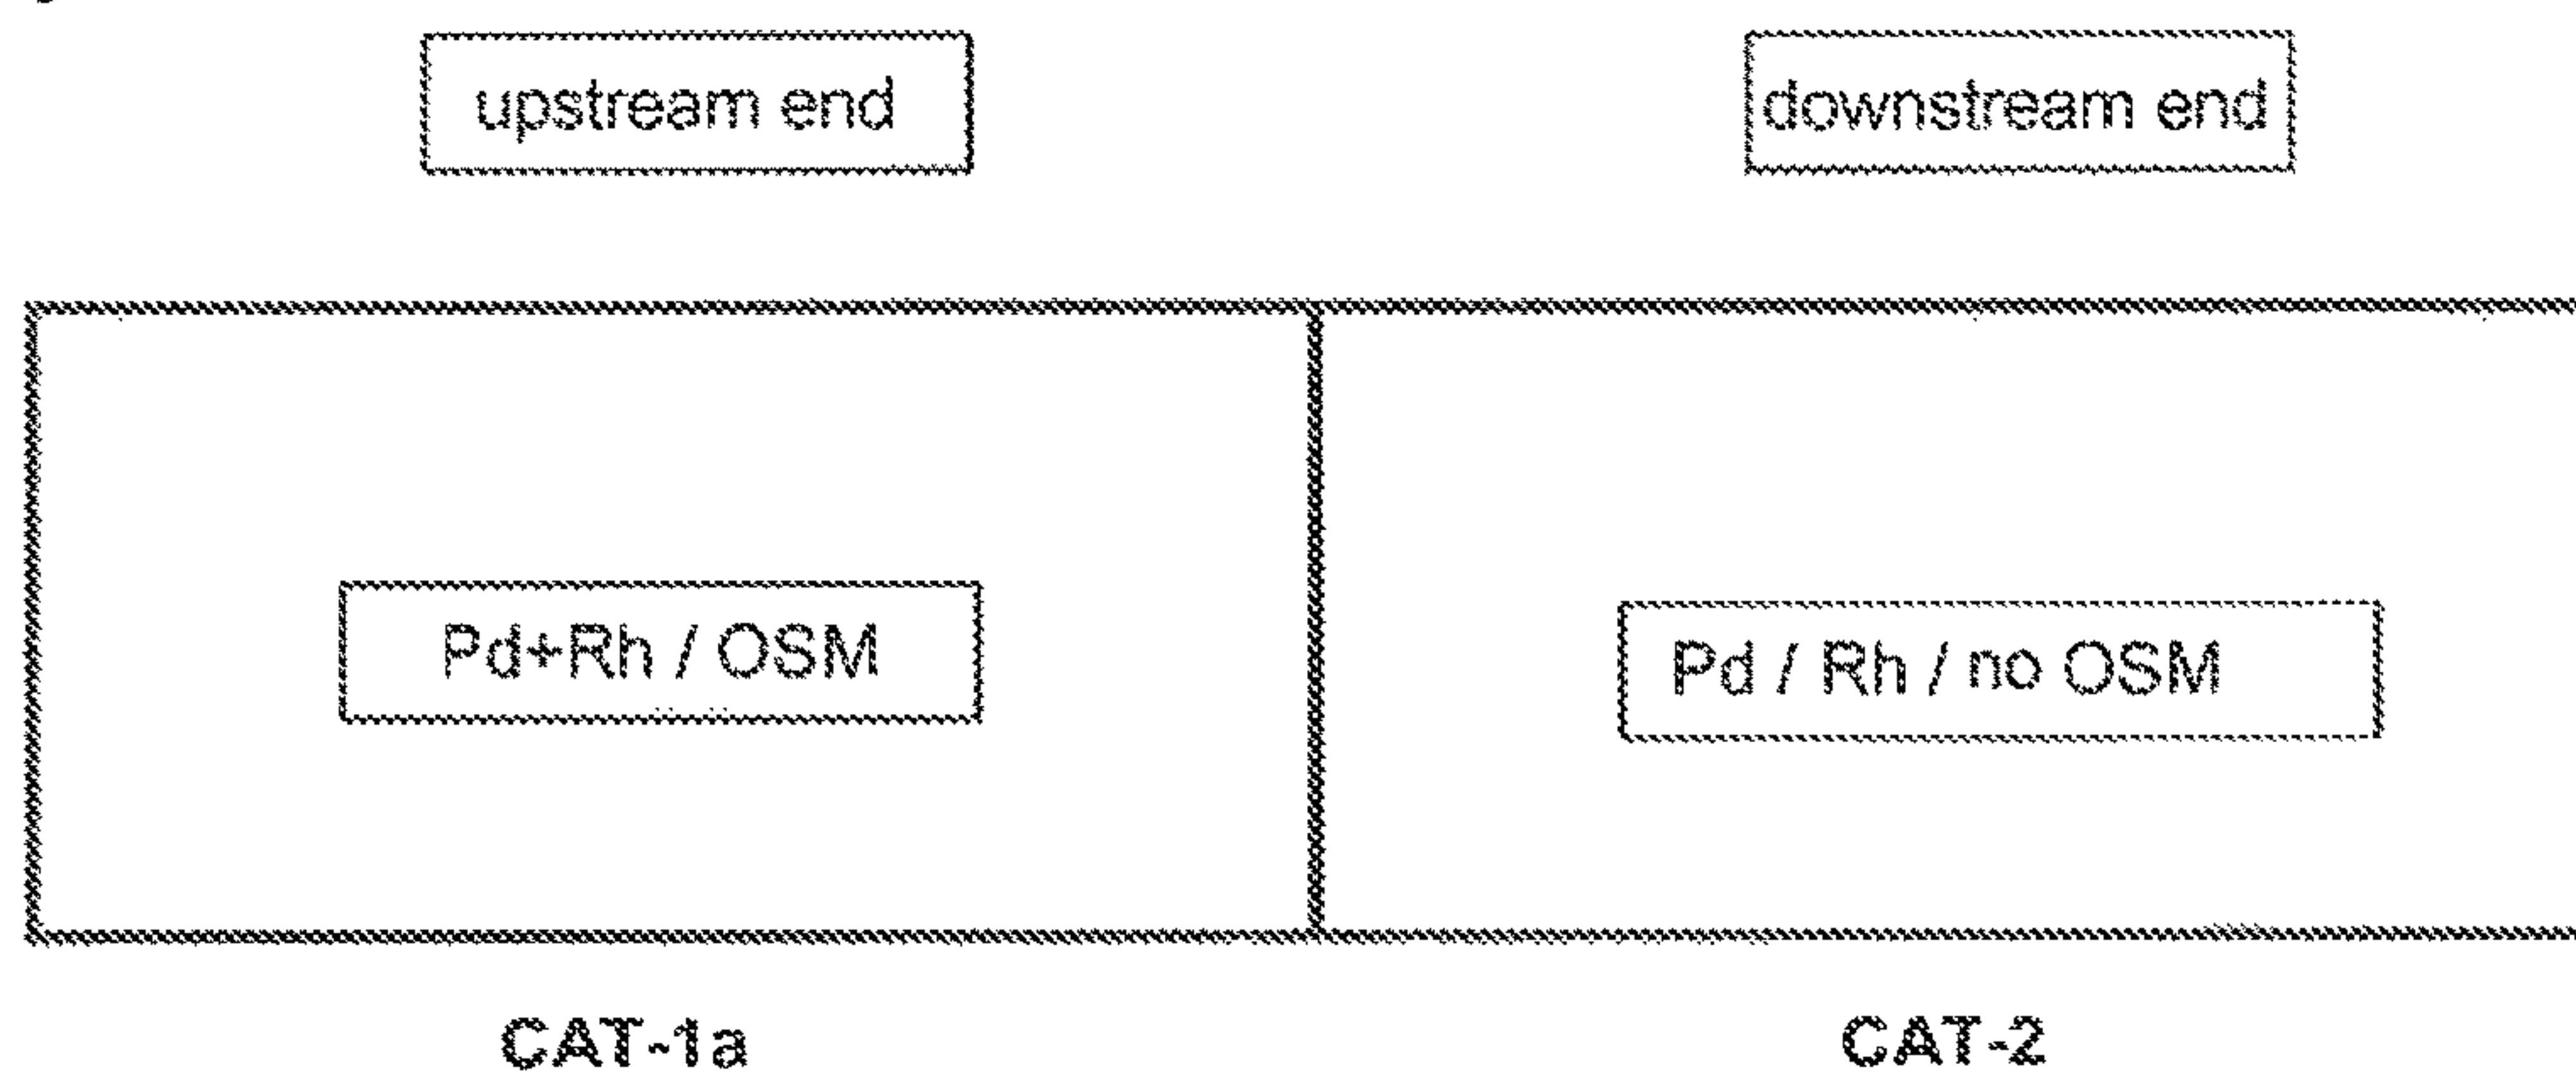 upstream end
downstream end
Pd+Rh / OSM
Pd / Rh / no OSM
CAT-1a
CAT-2